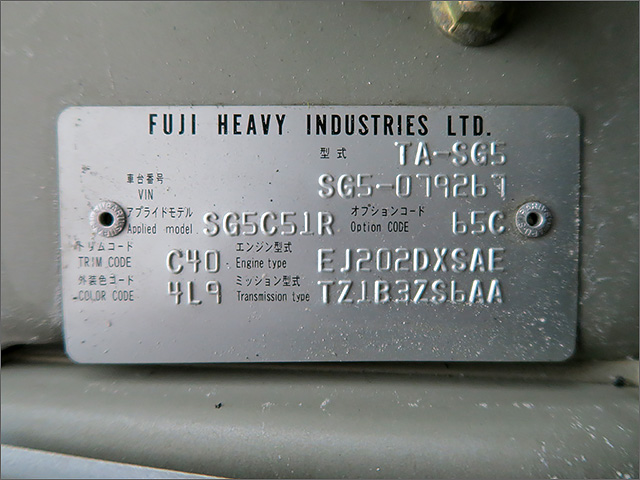 FUJI HEAVY INDUSTRIES LTD.
型式 TA-SG5
車台番号 VIN SG5-079267
アプライドモデル Applied model SG5C51R オプションコード Option CODE 65C
トリムコード TRIM CODE C40 エンジン型式 Engine type EJ202DXSAE
外装色コード COLOR CODE 4L9 ミッション型式 Transmission type TZ1B3ZS6AA